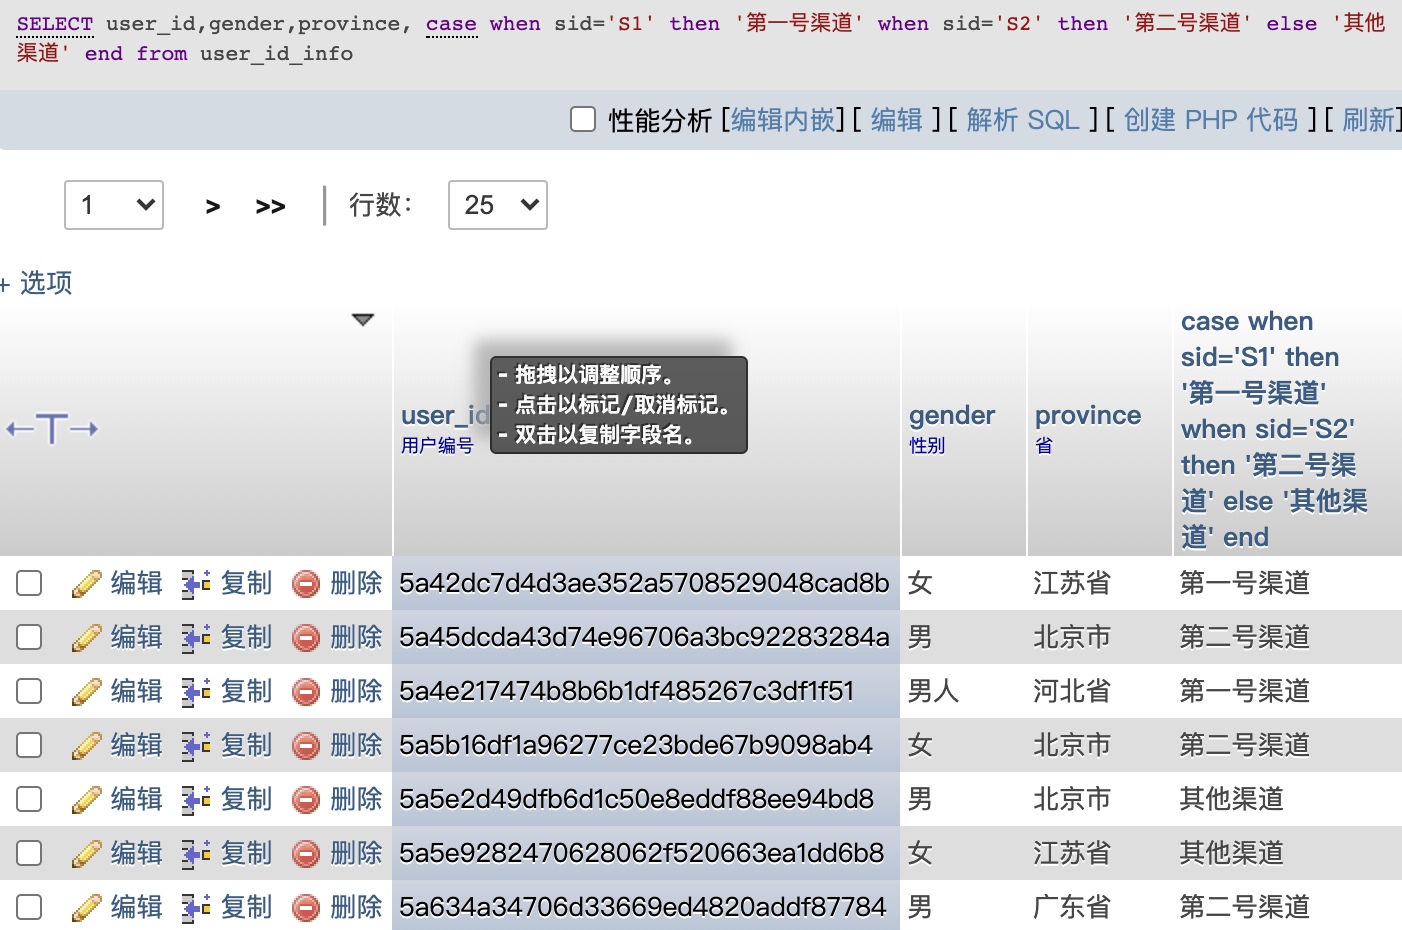 SELECT user_id,gender,province, case when sid='S1' then '第一号渠道' when sid='S2' then '第二号渠道' else '其他
渠道' end from user_id_info
性能分析 [编辑内嵌][ 编辑 ][ 解析 SQL ][ 创建 PHP 代码 ][ 刷新]
1 > >> | 行数： 25
+ 选项
←T→
user_id
用户编号
- 拖拽以调整顺序。
- 点击以标记/取消标记。
- 双击以复制字段名。
gender
性别
province
省
case when
sid='S1' then
'第一号渠道'
when sid='S2'
then '第二号渠
道' else '其他渠
道' end
编辑 复制 删除 5a42dc7d4d3ae352a5708529048cad8b 女 江苏省 第一号渠道
编辑 复制 删除 5a45dcda43d74e96706a3bc92283284a 男 北京市 第二号渠道
编辑 复制 删除 5a4e217474b8b6b1df485267c3df1f51 男人 河北省 第一号渠道
编辑 复制 删除 5a5b16df1a96277ce23bde67b9098ab4 女 北京市 第二号渠道
编辑 复制 删除 5a5e2d49dfb6d1c50e8eddf88ee94bd8 男 北京市 其他渠道
编辑 复制 删除 5a5e9282470628062f520663ea1dd6b8 女 江苏省 其他渠道
编辑 复制 删除 5a634a34706d33669ed4820addf87784 男 广东省 第二号渠道